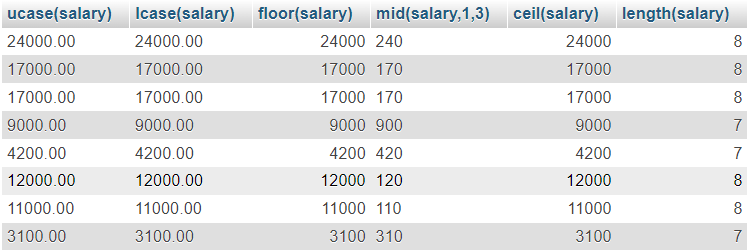 ucase(salary) lcase(salary) floor(salary) mid(salary,1,3) ceil(salary) length(salary)
24000.00 24000.00 24000 240 24000 8
17000.00 17000.00 17000 170 17000 8
17000.00 17000.00 17000 170 17000 8
9000.00 9000.00 9000 900 9000 7
4200.00 4200.00 4200 420 4200 7
12000.00 12000.00 12000 120 12000 8
11000.00 11000.00 11000 110 11000 8
3100.00 3100.00 3100 310 3100 7